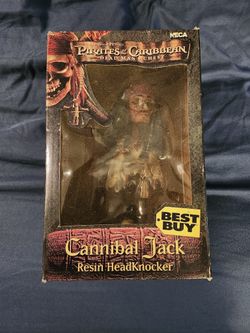 NECA
PIRATES of the CARIBBEAN
DEAD MAN'S CHEST
BEST
BUY
Cannibal Jack
Resin HeadKnocker